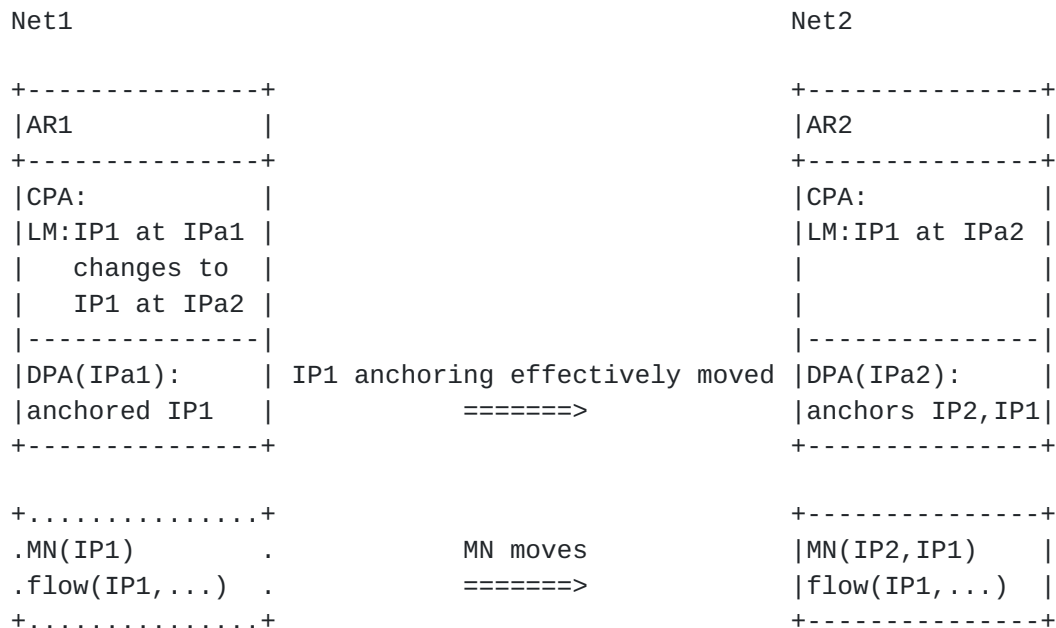 Net1                                              Net2

+---------------+                                 +---------------+
|AR1            |                                 |AR2            |
+---------------+                                 +---------------+
|CPA:           |                                 |CPA:           |
|LM:IP1 at IPa1 |                                 |LM:IP1 at IPa2 |
|   changes to  |                                 |               |
|   IP1 at IPa2 |                                 |               |
|---------------|                                 |---------------|
|DPA(IPa1):     | IP1 anchoring effectively moved |DPA(IPa2):     |
|anchored IP1   |            =======>             |anchors IP2,IP1|
+---------------+                                 +---------------+

+...............+                                 +---------------+
.MN(IP1)        .            MN moves             |MN(IP2,IP1)    |
.flow(IP1,...)  .            =======>             |flow(IP1,...)  |
+...............+                                 +---------------+